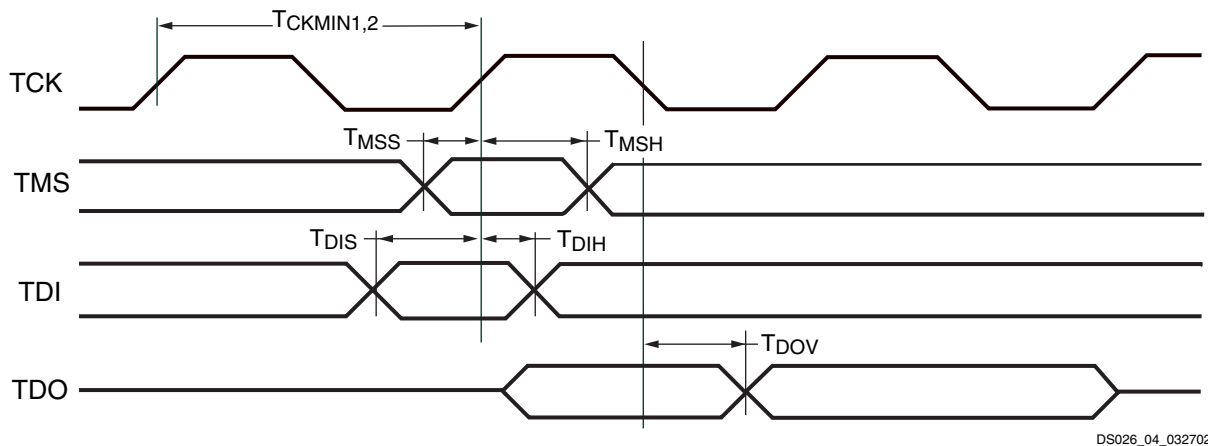 TCKMIN1,2
TCK
TMSS
TMSH
TMS
TDIS
TDIH
TDI
TDOV
TDO
DS026_04_032702